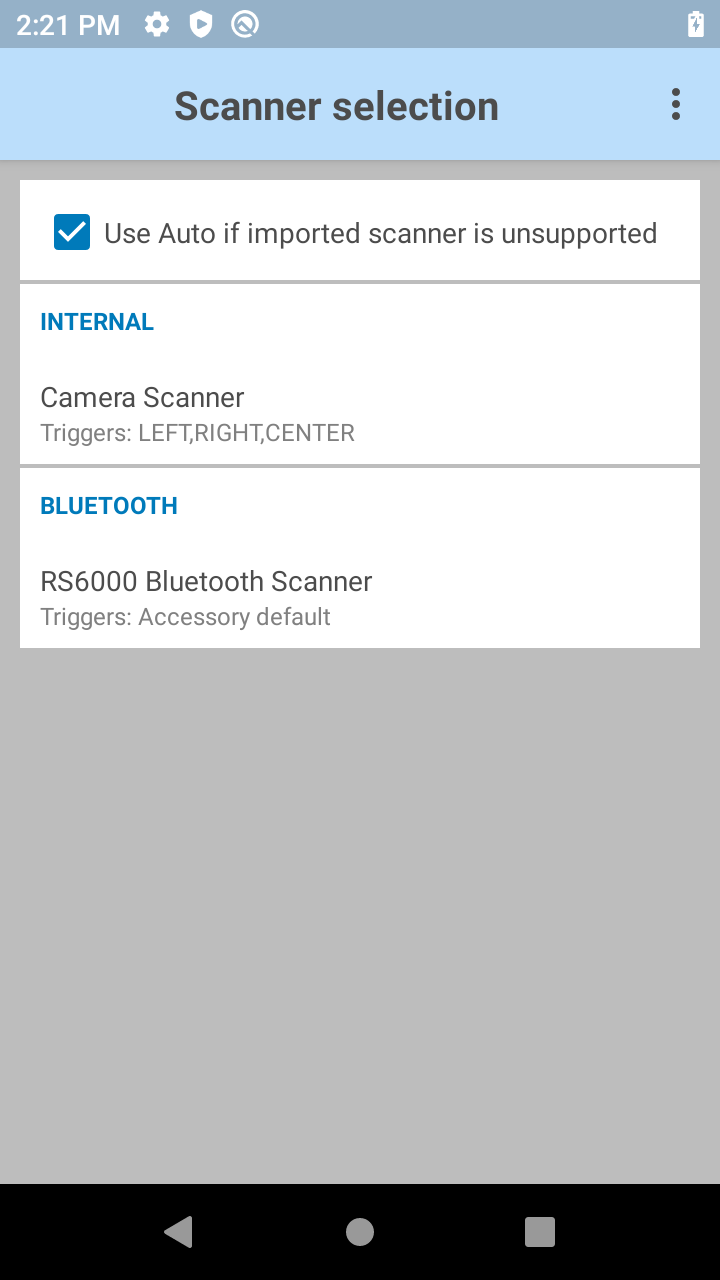 2:21 PM
Scanner selection
Use Auto if imported scanner is unsupported
INTERNAL
Camera Scanner
Triggers: LEFT,RIGHT,CENTER
BLUETOOTH
RS6000 Bluetooth Scanner
Triggers: Accessory default